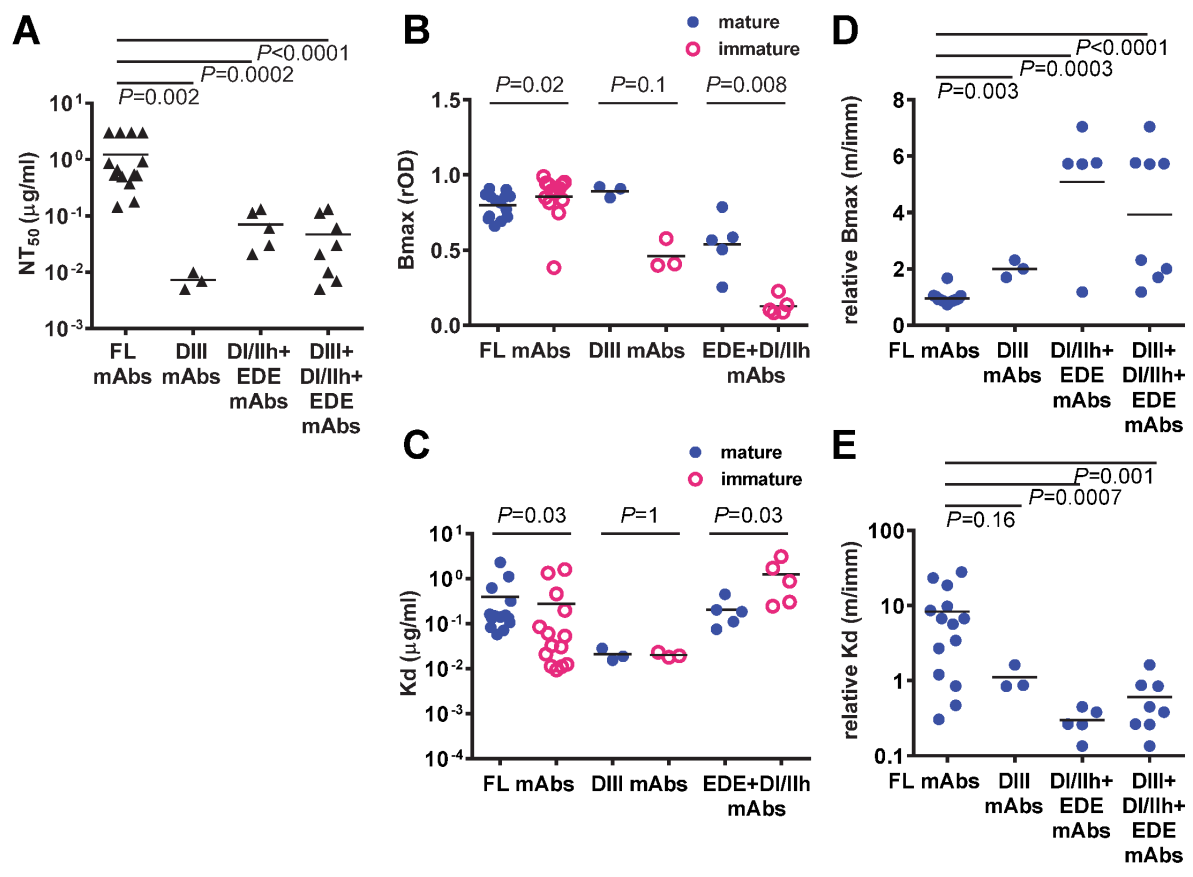 A
P<0.0001
P=0.0002
P=0.002
NT50 (µg/ml)
10^1
10^0
10^-1
10^-2
10^-3
FL mAbs
DIII mAbs
DI/IIh+ EDE mAbs
DIII+ DI/IIh+ EDE mAbs
B
mature
immature
P=0.02
P=0.1
P=0.008
Bmax (rOD)
1.5
1.0
0.5
0.0
FL mAbs
DIII mAbs
EDE+DI/IIh mAbs
C
mature
immature
P=0.03
P=1
P=0.03
Kd (µg/ml)
10^1
10^0
10^-1
10^-2
10^-3
10^-4
FL mAbs
DIII mAbs
EDE+DI/IIh mAbs
D
P<0.0001
P=0.0003
P=0.003
relative Bmax (m/imm)
8
6
4
2
0
FL mAbs
DIII mAbs
DI/IIh+ EDE mAbs
DIII+ DI/IIh+ EDE mAbs
E
P=0.001
P=0.0007
P=0.16
relative Kd (m/imm)
100
10
1
0.1
FL mAbs
DIII mAbs
DI/IIh+ EDE mAbs
DIII+ DI/IIh+ EDE mAbs